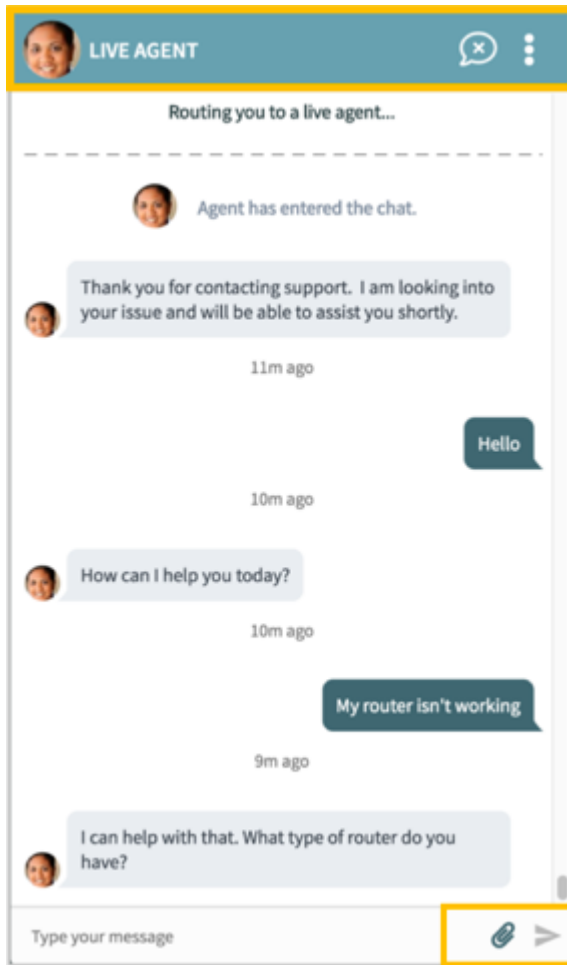 LIVE AGENT
Routing you to a live agent...
Agent has entered the chat.
Thank you for contacting support. I am looking into
your issue and will be able to assist you shortly.
11m ago
Hello
10m ago
How can I help you today?
10m ago
My router isn't working
9m ago
I can help with that. What type of router do you
have?
Type your message